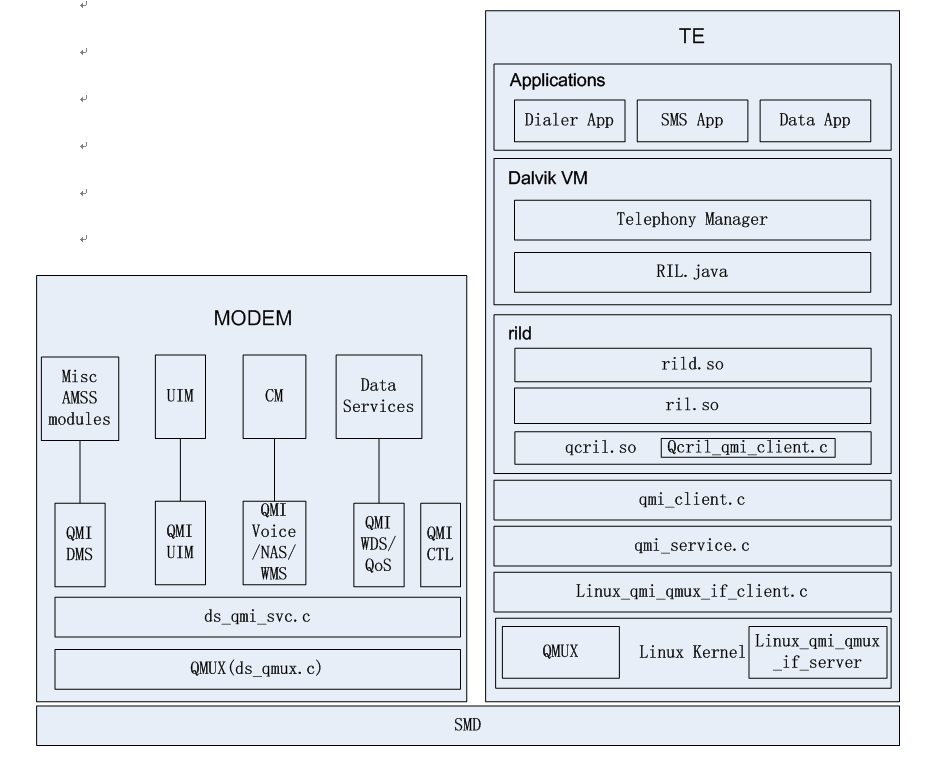 TE
Applications
Dialer App
SMS App
Data App
Dalvik VM
Telephony Manager
RIL.java
rild
rild.so
ril.so
qcril.so
Qcril_qmi_client.c
qmi_client.c
qmi_service.c
Linux_qmi_qmux_if_client.c
QMUX
Linux Kernel
Linux_qmi_qmux
_if_server
MODEM
Misc
AMSS
modules
UIM
CM
Data
Services
QMI
DMS
QMI
UIM
QMI
Voice
/NAS/
WMS
QMI
WDS/
QoS
QMI
CTL
ds_qmi_svc.c
QMUX(ds_qmux.c)
SMD